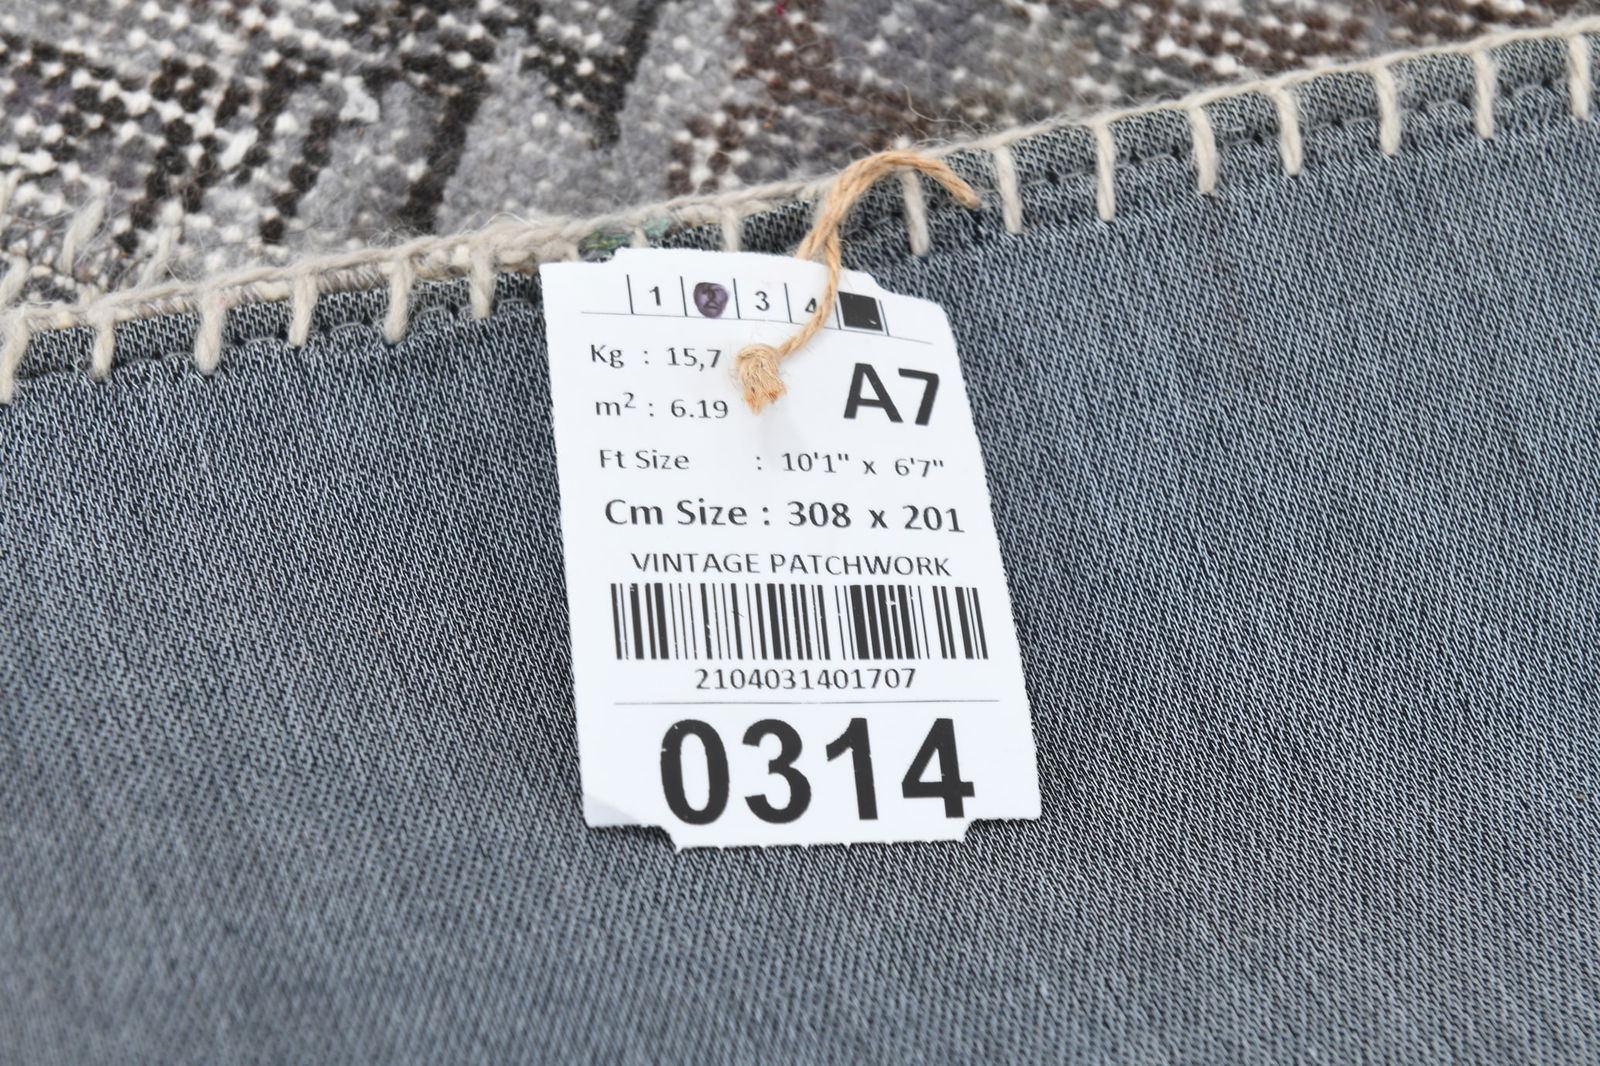 1 2 3 4
Kg : 15,7
A7
m² : 6.19
Ft Size : 10'1" x 6'7"
Cm Size : 308 x 201
VINTAGE PATCHWORK
2104031401707
0314